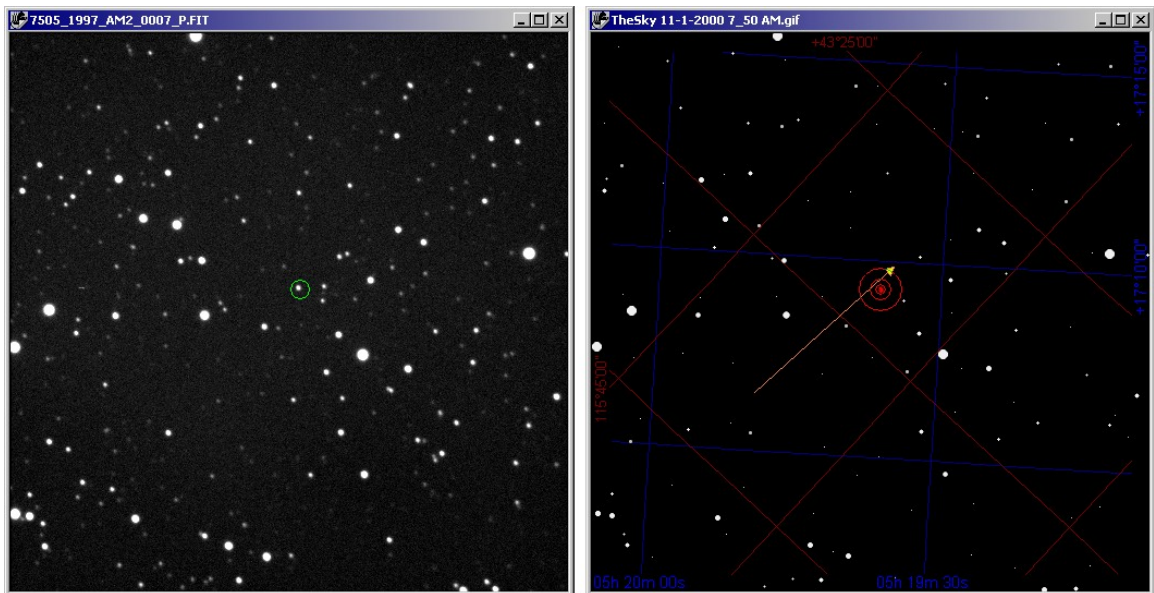 7505_1997_AM2_0007_P.FIT
TheSky 11-1-2000 7_50 AM.gif
+43°25'00"
+17°15'00"
+17°10'00"
115°45'00"
05h 20m 00s
05h 19m 30s